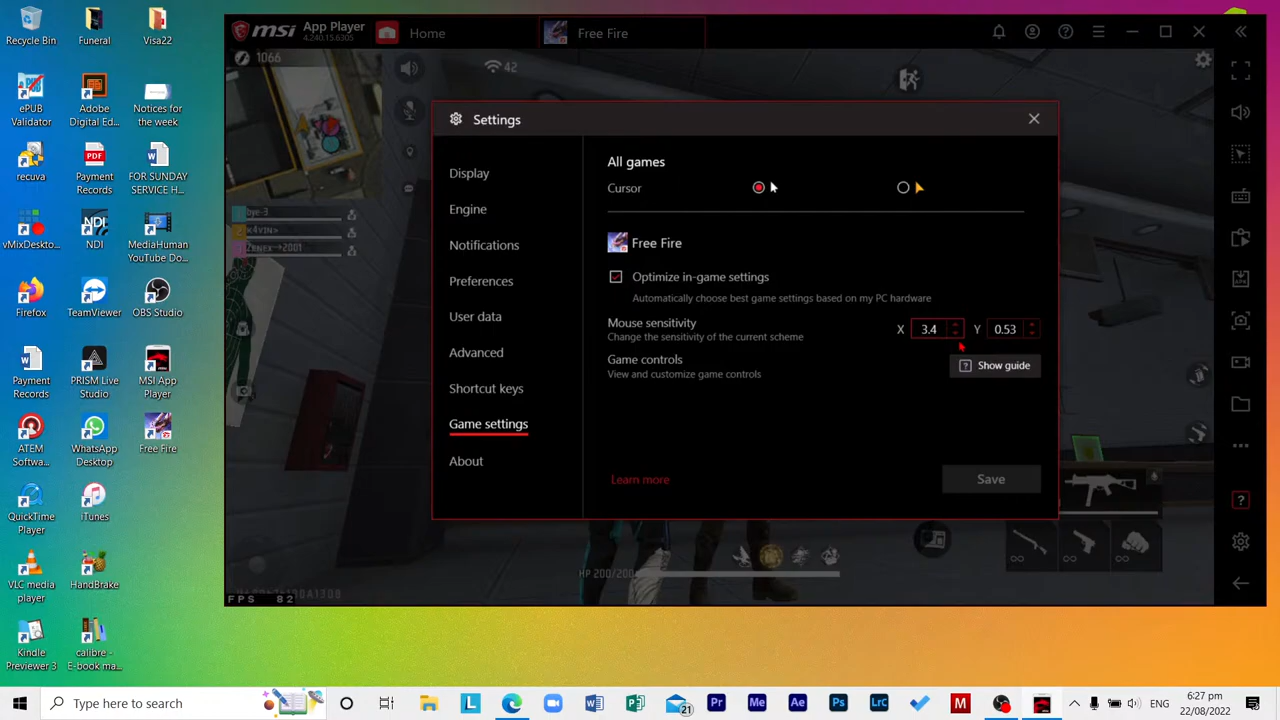 Recycle Bin
Funeral
Visa22
ePUB Validator
Adobe Digital Ed...
Notices for the week
recuva
Payment Records
FOR SUNDAY SERVICE H...
vMixDeskto...
NDI
MediaHuman YouTube Do...
Firefox
TeamViewer
OBS Studio
Payment Records
PRISM Live Studio
MSI App Player
ATEM Softwa...
WhatsApp Desktop
Free Fire
QuickTime Player
iTunes
VLC media player
HandBrake
Kindle Previewer 3
calibre - E-book ma...
msi App Player
4.240.15.6305
Home
Free Fire
1066
42
Settings
Display
Engine
Notifications
Preferences
User data
Advanced
Shortcut keys
Game settings
About
All games
Cursor
Free Fire
Optimize in-game settings
Automatically choose best game settings based on my PC hardware
Mouse sensitivity
X 3.4 Y 0.53
Change the sensitivity of the current scheme
Game controls
Show guide
View and customize game controls
Learn more
Save
HP 200/200
FPS 82
Type here to search
21
ENG
6:27 pm
22/08/2022